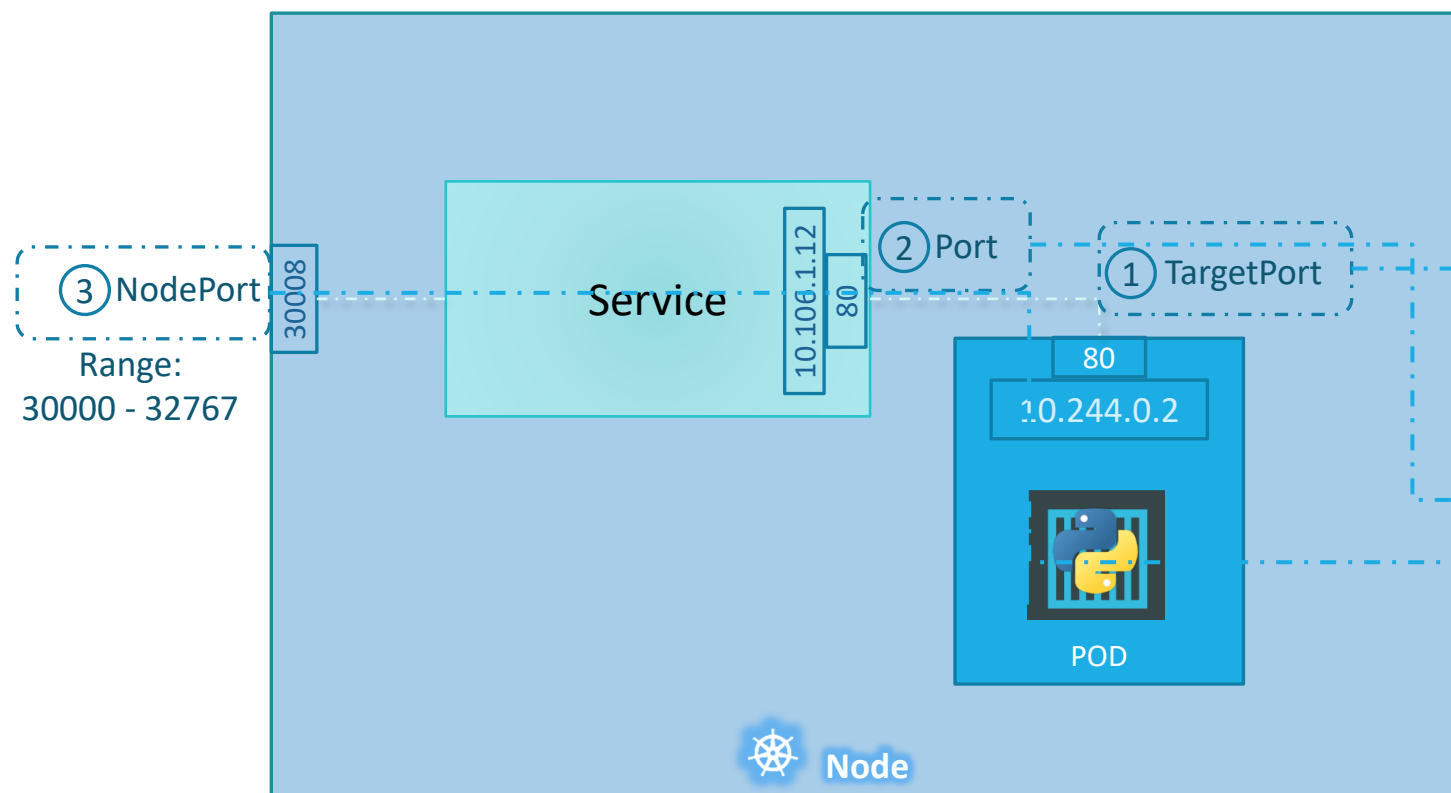 3 NodePort
Range:
30000 - 32767
30008
Service
10.106.1.12
80
2 Port
1 TargetPort
80
10.244.0.2
POD
Node